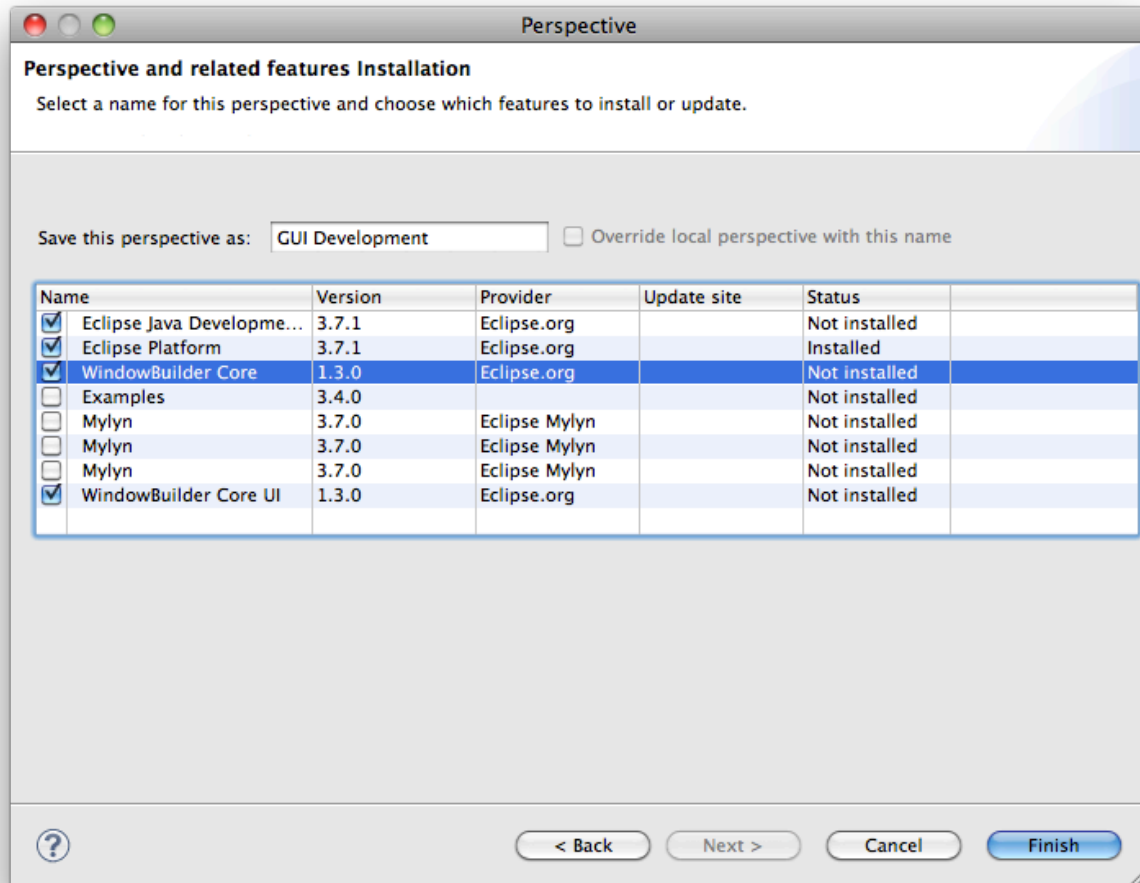 Perspective
Perspective and related features Installation
Select a name for this perspective and choose which features to install or update.
Save this perspective as: GUI Development Override local perspective with this name
Name Version Provider Update site Status
Eclipse Java Developme... 3.7.1 Eclipse.org Not installed
Eclipse Platform 3.7.1 Eclipse.org Installed
WindowBuilder Core 1.3.0 Eclipse.org Not installed
Examples 3.4.0 Not installed
Mylyn 3.7.0 Eclipse Mylyn Not installed
Mylyn 3.7.0 Eclipse Mylyn Not installed
Mylyn 3.7.0 Eclipse Mylyn Not installed
WindowBuilder Core UI 1.3.0 Eclipse.org Not installed
? < Back Next > Cancel Finish